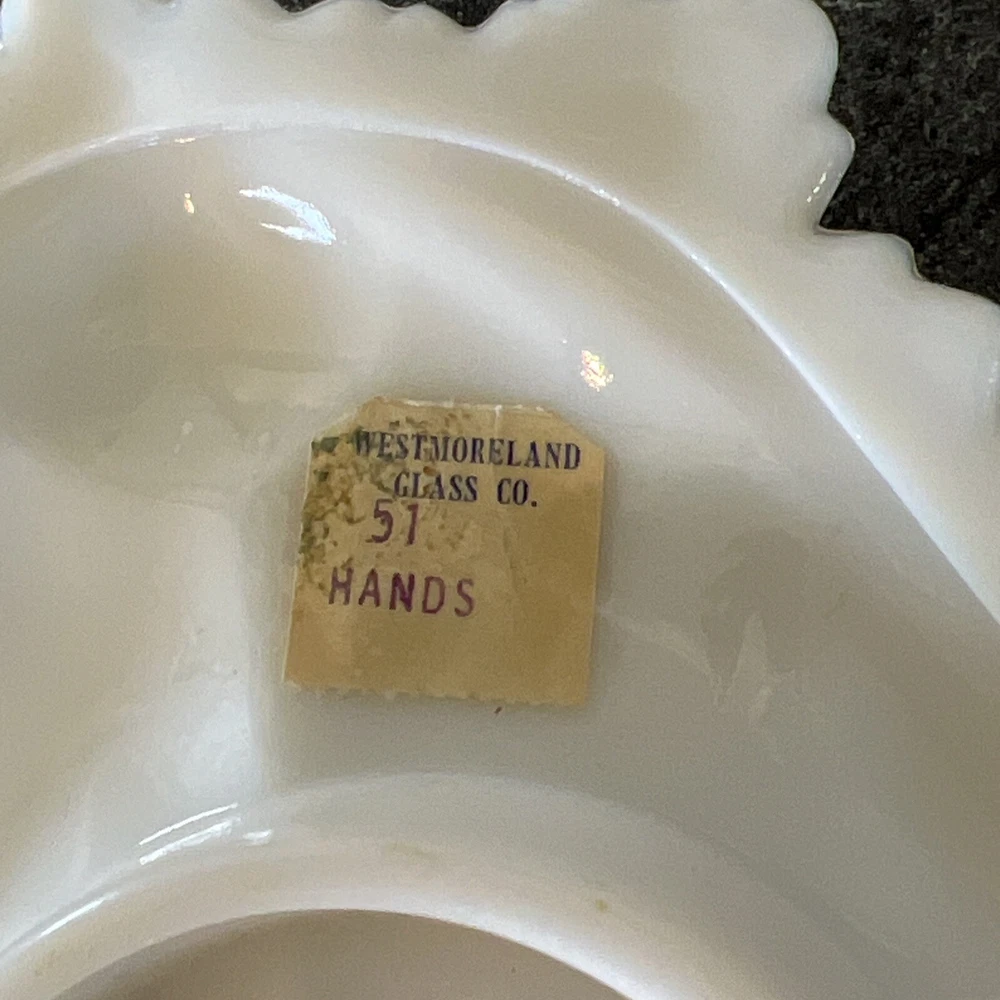 WESTMORELAND
GLASS CO.
51
HANDS